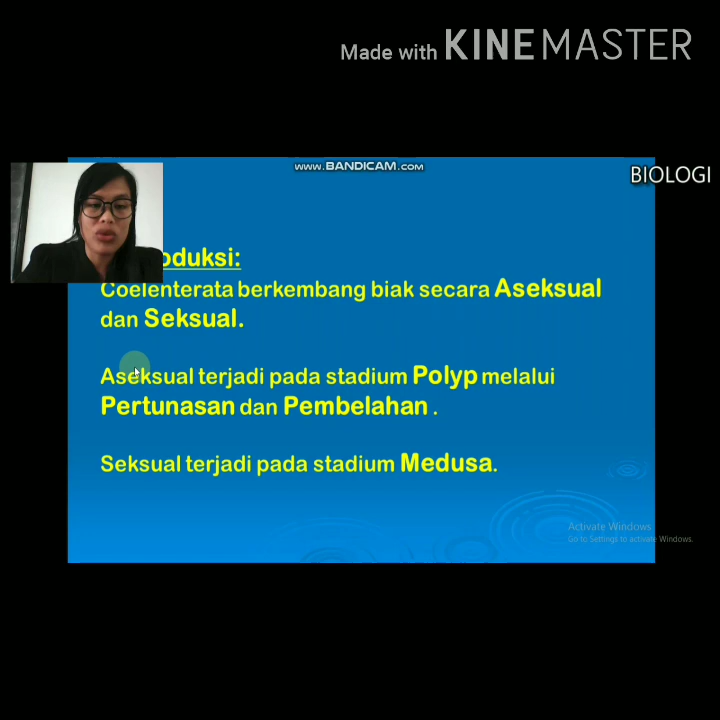 Made with KINEMASTER
www.BANDICAM.com
BIOLOGI
oduksi:
Coelenterata berkembang biak secara Aseksual
dan Seksual.
Aseksual terjadi pada stadium Polyp melalui
Pertunasan dan Pembelahan .
Seksual terjadi pada stadium Medusa.
Activate Windows
Go to Settings to activate Windows.